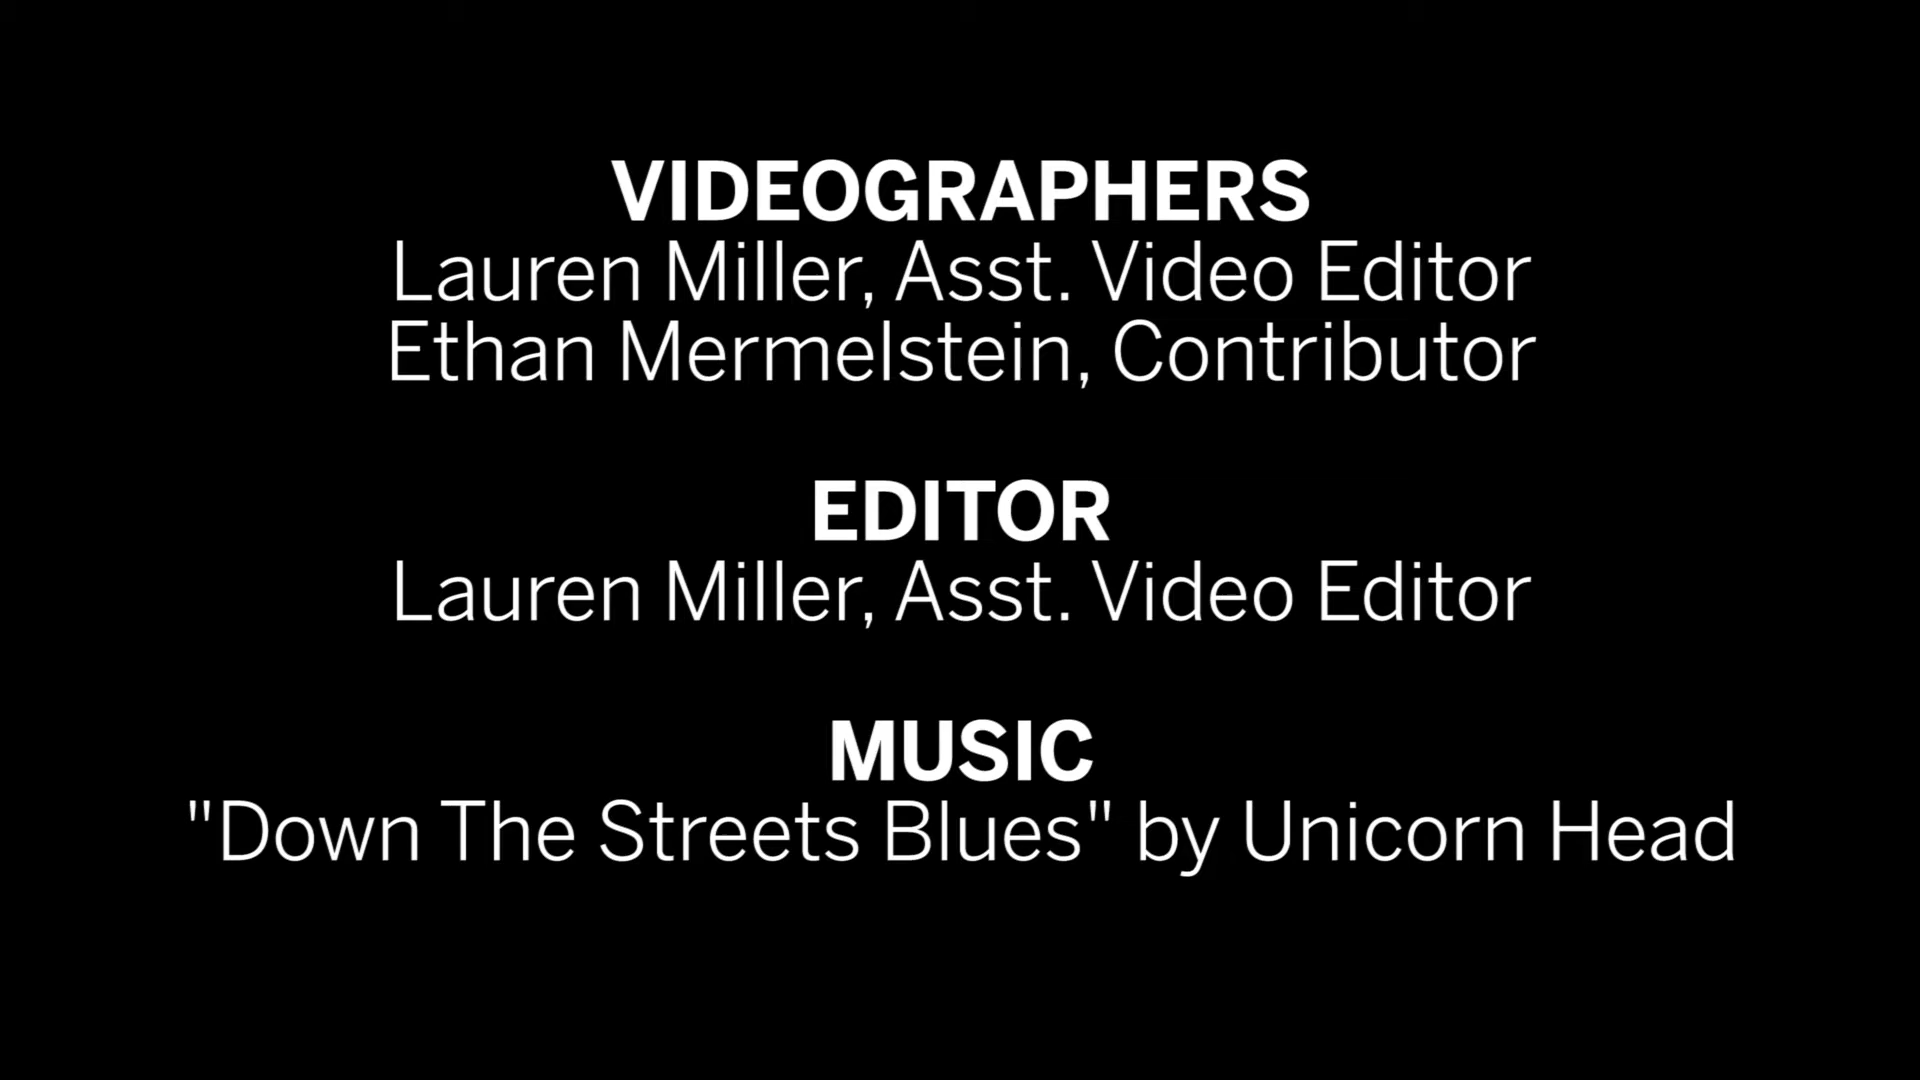 VIDEOGRAPHERS
Lauren Miller, Asst. Video Editor
Ethan Mermelstein, Contributor
EDITOR
Lauren Miller, Asst. Video Editor
MUSIC
"Down The Streets Blues" by Unicorn Head